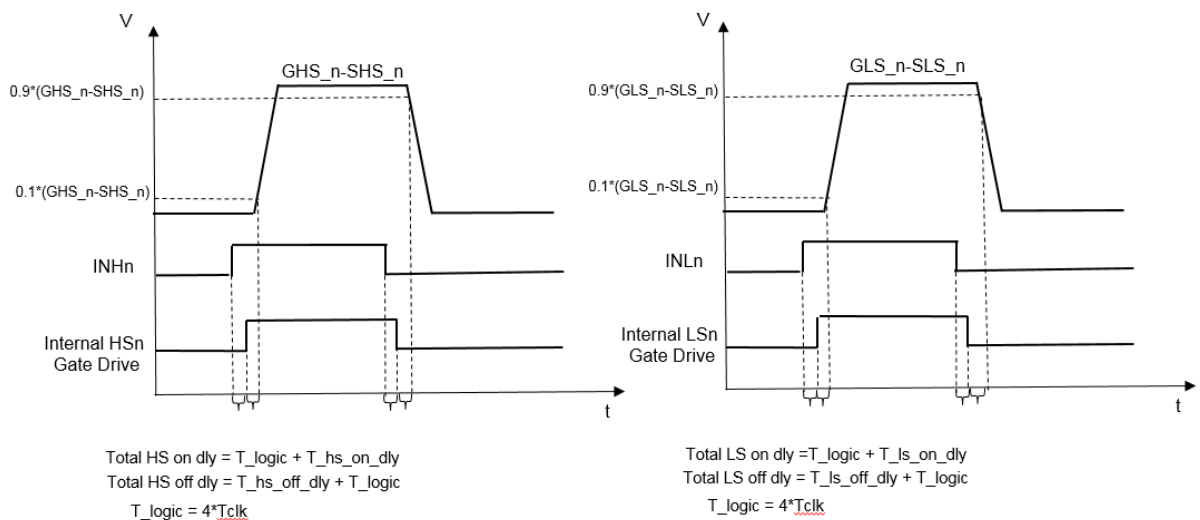 V
GHS_n-SHS_n
0.9*(GHS_n-SHS_n)
0.1*(GHS_n-SHS_n)
INHn
Internal HSn
Gate Drive
t
Total HS on dly = T_logic + T_hs_on_dly
Total HS off dly = T_hs_off_dly + T_logic
T_logic = 4*Tclk
V
GLS_n-SLS_n
0.9*(GLS_n-SLS_n)
0.1*(GLS_n-SLS_n)
INLn
Internal LSn
Gate Drive
t
Total LS on dly =T_logic + T_ls_on_dly
Total LS off dly = T_ls_off_dly + T_logic
T_logic = 4*Tclk